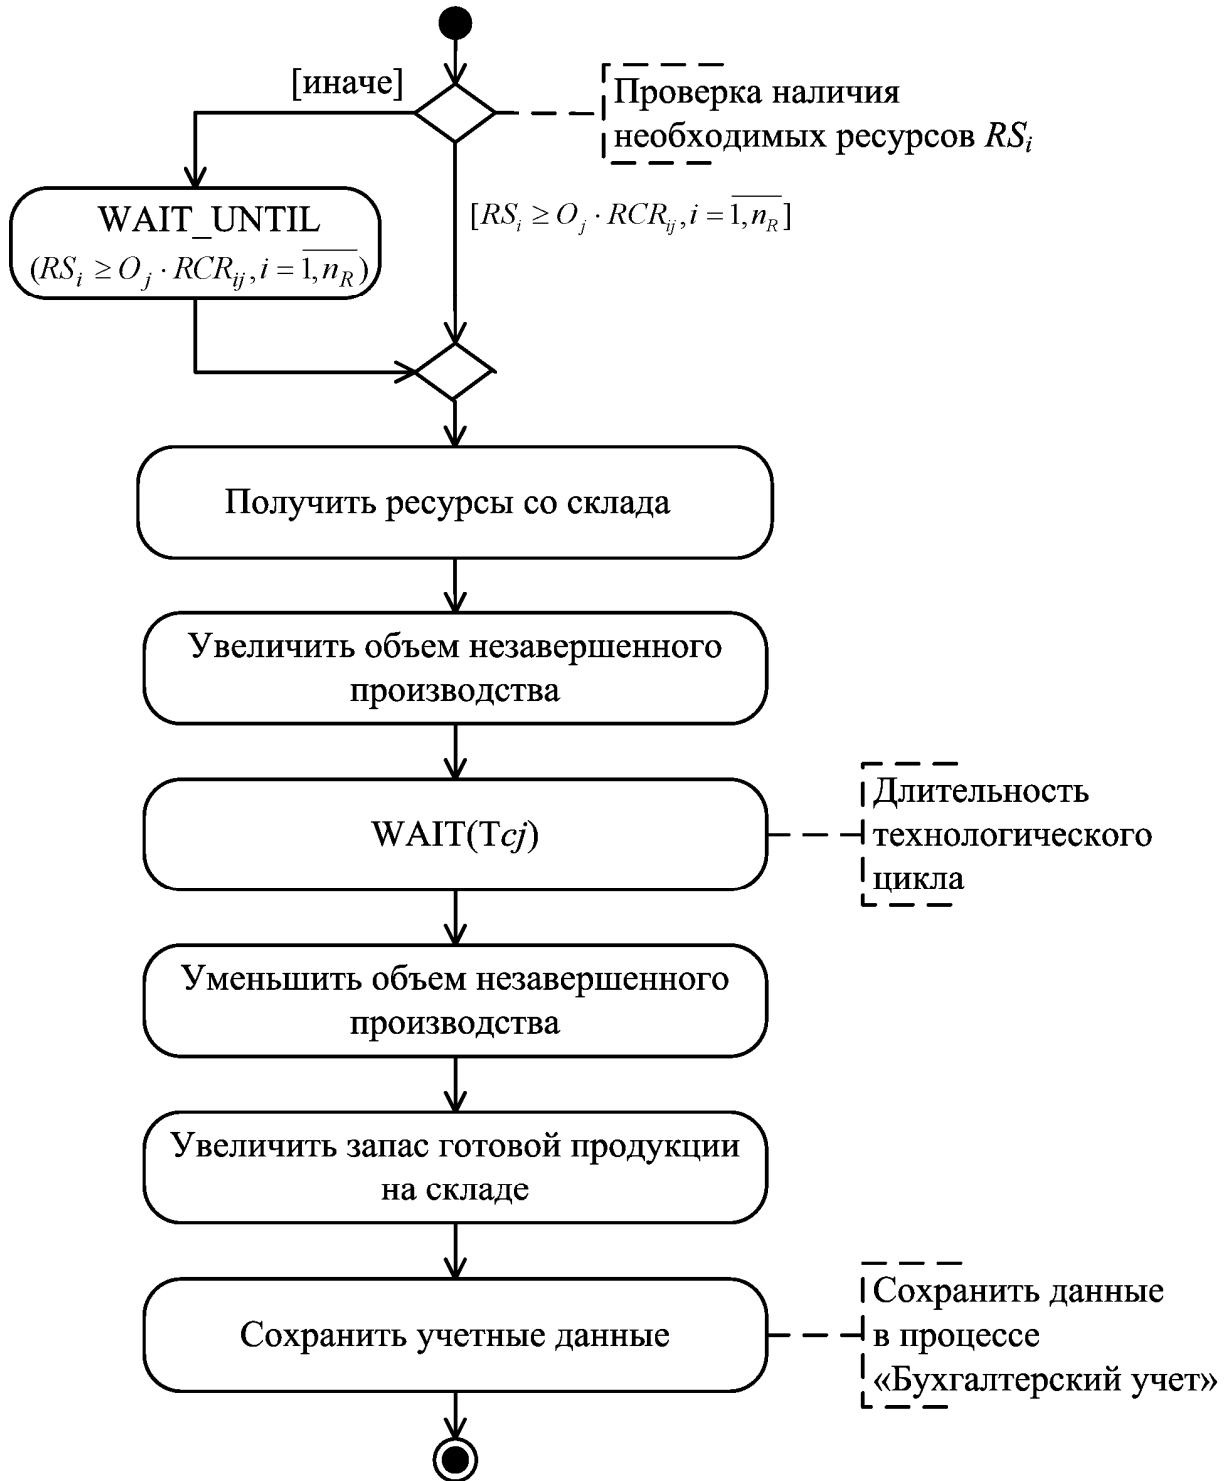 [иначе]
Проверка наличия
необходимых ресурсов RSᵢ
[RSᵢ ≥ Oⱼ · RCRᵢⱼ, i = 1, n_R]
WAIT_UNTIL
(RSᵢ ≥ Oⱼ · RCRᵢⱼ, i = 1, n_R)
Получить ресурсы со склада
Увеличить объем незавершенного
производства
WAIT(Tcj)
Длительность
технологического
цикла
Уменьшить объем незавершенного
производства
Увеличить запас готовой продукции
на складе
Сохранить учетные данные
Сохранить данные
в процессе
«Бухгалтерский учет»